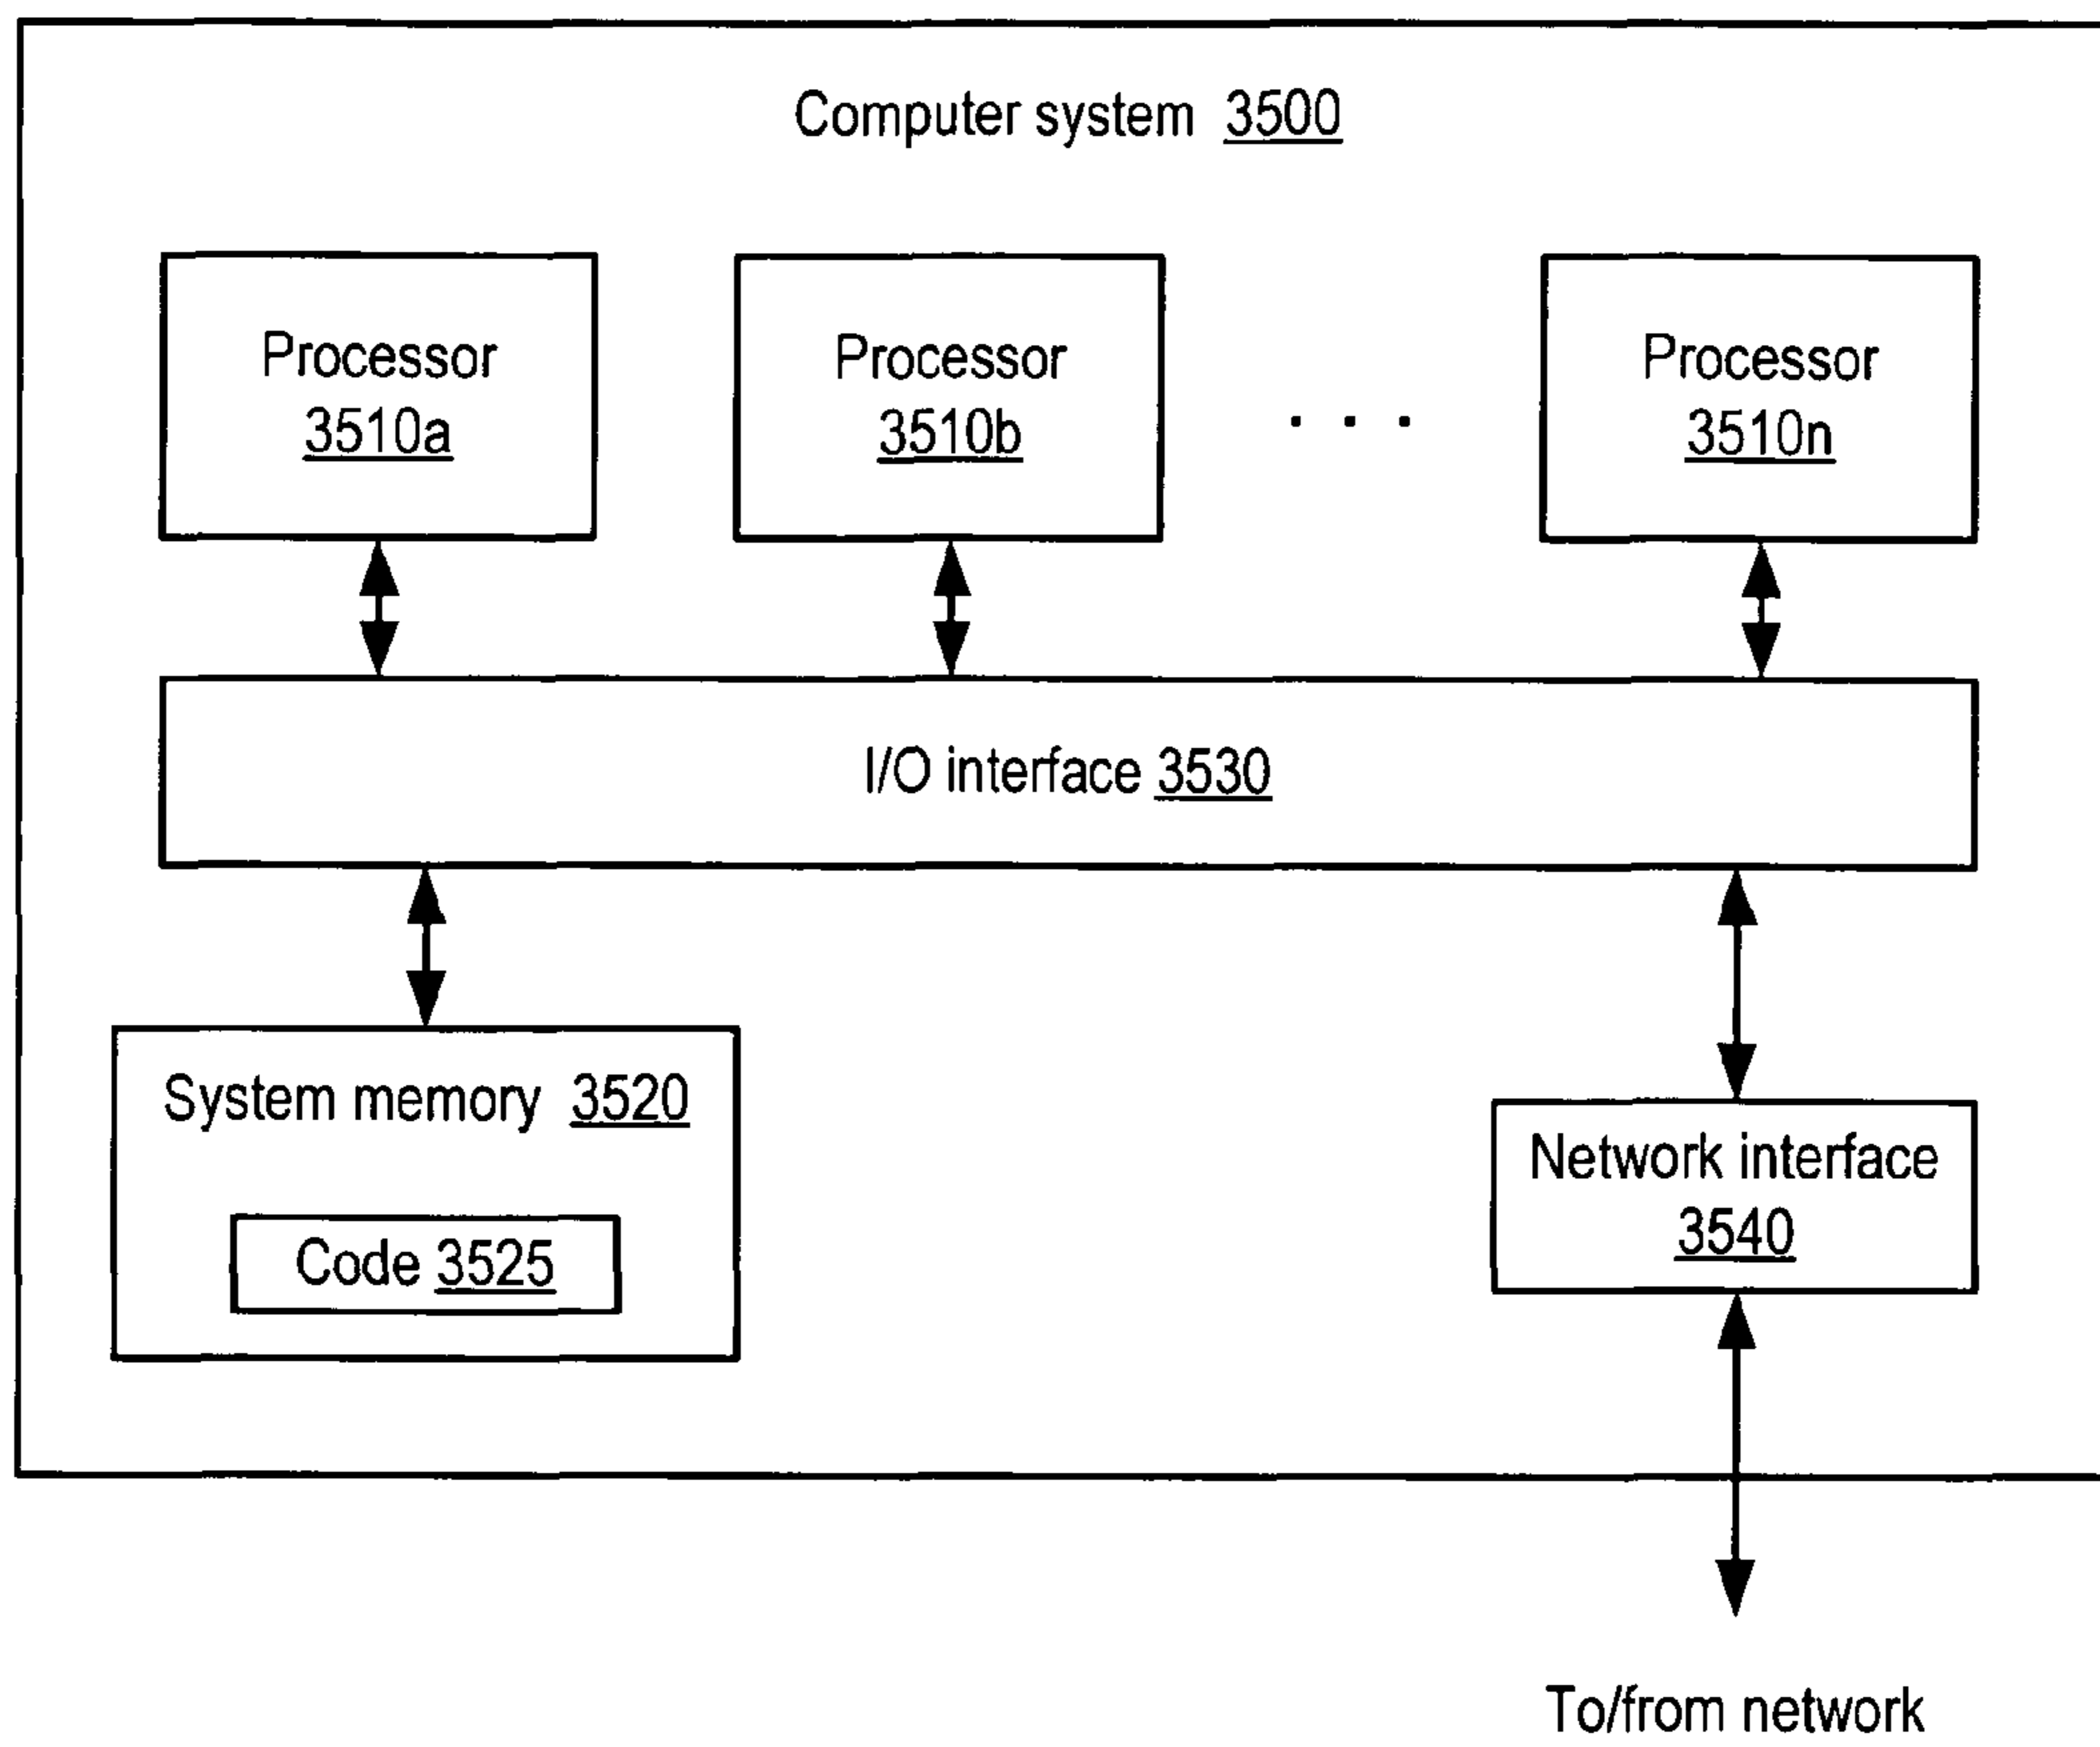 Computer system 3500
Processor
3510a
Processor
3510b
. . .
Processor
3510n
I/O interface 3530
System memory 3520
Code 3525
Network interface
3540
To/from network